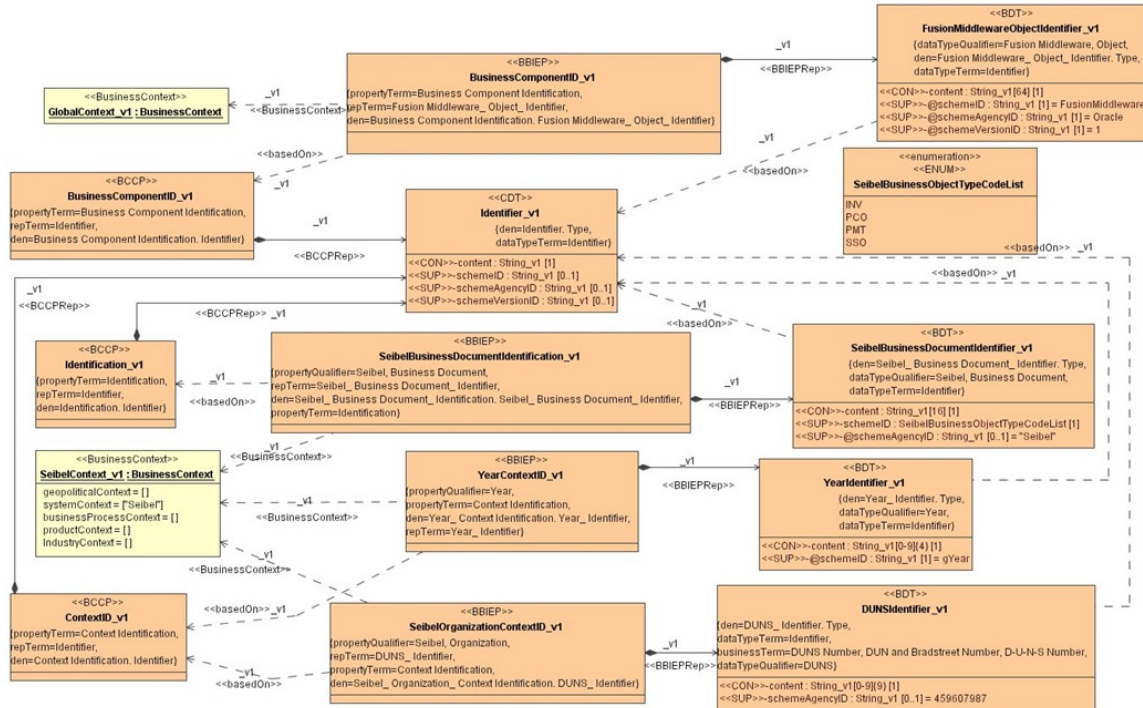 <<BDT>>
FusionMiddlewareObjectIdentifier_v1
{dataTypeQualifier=Fusion Middleware, Object,
den=Fusion Middleware_ Object_ Identifier. Type,
dataTypeTerm=Identifier}
<<CON>>-content : String_v1[64] [1]
<<SUP>>-@schemeID : String_v1 [1] = FusionMiddleware
<<SUP>>-@schemeAgencyID : String_v1 [1] = Oracle
<<SUP>>-@schemeVersionID : String_v1 [1] = 1
_v1
<<BBIEPRep>>
<<BBIEP>>
BusinessComponentID_v1
{propertyTerm=Business Component Identification,
repTerm=Fusion Middleware_ Object_ Identifier,
den=Business Component Identification. Fusion Middleware_ Object_ Identifier}
_v1
<<BusinessContext>>
<<BusinessContext>>
GlobalContext_v1 : BusinessContext
<<basedOn>>
_v1
_v1
<<basedOn>>
<<enumeration>>
<<ENUM>>
SeibelBusinessObjectTypeCodeList
INV
PCO
PMT
SSO
<<BCCP>>
BusinessComponentID_v1
{propertyTerm=Business Component Identification,
repTerm=Identifier,
den=Business Component Identification. Identifier}
_v1
<<BCCPRep>>
<<CDT>>
Identifier_v1
{den=Identifier. Type,
dataTypeTerm=Identifier}
<<CON>>-content : String_v1 [1]
<<SUP>>-schemeID : String_v1 [0..1]
<<SUP>>-schemeAgencyID : String_v1 [0..1]
<<SUP>>-schemeVersionID : String_v1 [0..1]
<<basedOn>> _v1
_v1
<<basedOn>>
_v1
<<BCCPRep>>
<<BCCPRep>>
_v1
_v1
<<basedOn>>
<<BCCP>>
Identification_v1
{propertyTerm=Identification,
repTerm=Identifier,
den=Identification. Identifier}
_v1
<<basedOn>>
<<BBIEP>>
SeibelBusinessDocumentIdentification_v1
{propertyQualifier=Seibel, Business Document,
repTerm=Seibel_ Business Document_ Identifier,
den=Seibel_ Business Document_ Identification. Seibel_ Business Document_ Identifier,
propertyTerm=Identification}
_v1
<<BBIEPRep>>
<<BDT>>
SeibelBusinessDocumentIdentifier_v1
{den=Seibel_ Business Document_ Identifier. Type,
dataTypeQualifier=Seibel, Business Document,
dataTypeTerm=Identifier}
<<CON>>-content : String_v1[16] [1]
<<SUP>>-schemeID : SeibelBusinessObjectTypeCodeList [1]
<<SUP>>-@schemeAgencyID : String_v1 [0..1] = "Seibel"
_v1
<<BusinessContext>>
<<BusinessContext>>
SeibelContext_v1 : BusinessContext
geopoliticalContext = [ ]
systemContext = ["Seibel"]
businessProcessContext = [ ]
productContext = [ ]
IndustryContext = [ ]
_v1
<<BusinessContext>>
<<BBIEP>>
YearContextID_v1
{propertyQualifier=Year,
propertyTerm=Context Identification,
den=Year_ Context Identification. Year_ Identifier,
repTerm=Year_ Identifier}
_v1
<<BBIEPRep>>
<<BDT>>
YearIdentifier_v1
{den=Year_ Identifier. Type,
dataTypeQualifier=Year,
dataTypeTerm=Identifier}
<<CON>>-content : String_v1[0-9]{4} [1]
<<SUP>>-@schemeID : String_v1 [1] = gYear
_v1
<<BusinessContext>>
<<BCCP>>
ContextID_v1
{propertyTerm=Context Identification,
repTerm=Identifier,
den=Context Identification. Identifier}
<<basedOn>> _v1
_v1
<<basedOn>>
<<BBIEP>>
SeibelOrganizationContextID_v1
{propertyQualifier=Seibel, Organization,
repTerm=DUNS_ Identifier,
propertyTerm=Context Identification,
den=Seibel_ Organization_ Context Identification. DUNS_ Identifier}
_v1
<<BBIEPRep>>
<<BDT>>
DUNSIdentifier_v1
{den=DUNS_ Identifier. Type,
dataTypeTerm=Identifier,
businessTerm=DUNS Number, DUN and Bradstreet Number, D-U-N-S Number,
dataTypeQualifier=DUNS}
<<CON>>-content : String_v1[0-9]{9} [1]
<<SUP>>-schemeAgencyID : String_v1 [0..1] = 459607987